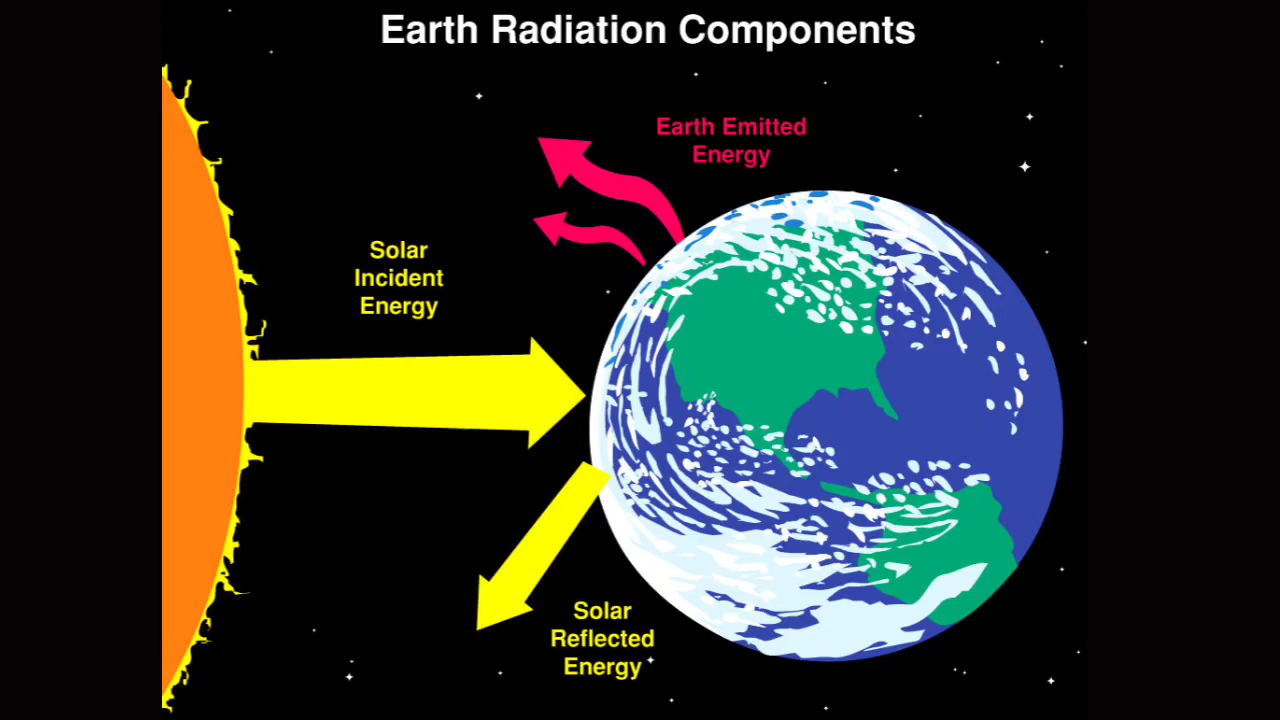 Earth Radiation Components
Earth Emitted
Energy
Solar
Incident
Energy
Solar
Reflected
Energy